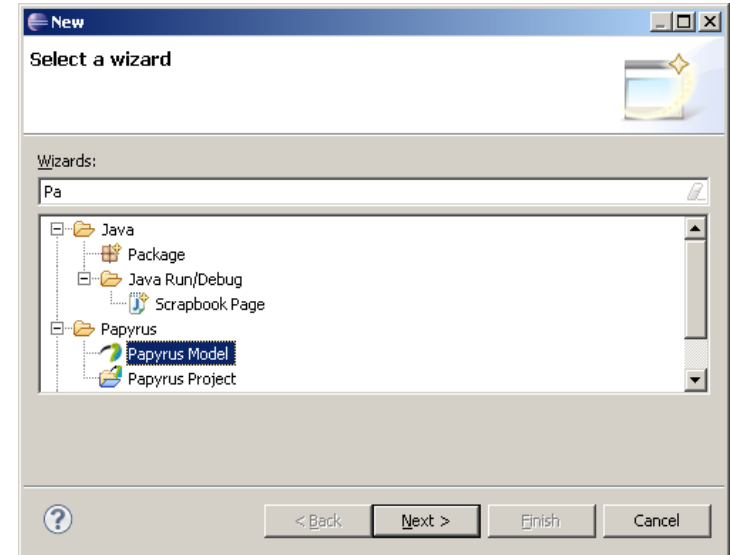 New
Select a wizard
Wizards:
Pa
Java
Package
Java Run/Debug
Scrapbook Page
Papyrus
Papyrus Model
Papyrus Project
? < Back Next > Finish Cancel